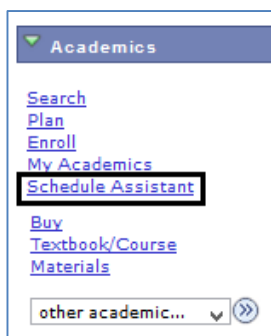 Academics
Search
Plan
Enroll
My Academics
Schedule Assistant
Buy
Textbook/Course
Materials
other academic...